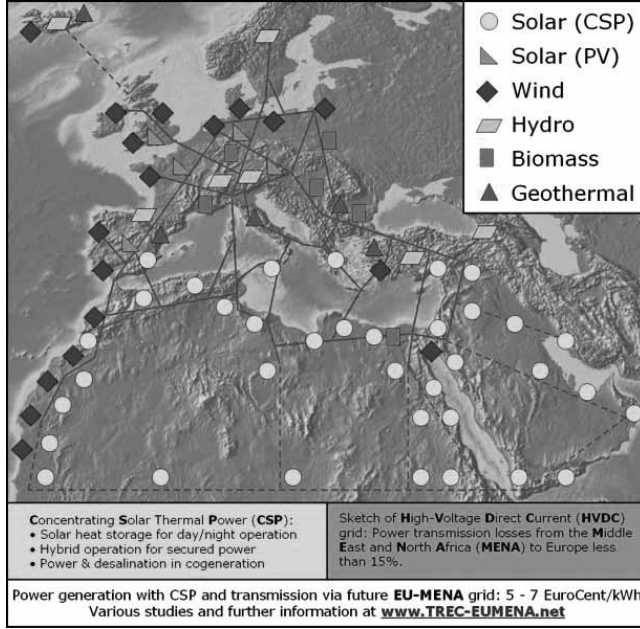 Solar (CSP)
Solar (PV)
Wind
Hydro
Biomass
Geothermal
Concentrating Solar Thermal Power (CSP):
• Solar heat storage for day/night operation
• Hybrid operation for secured power
• Power & desalination in cogeneration
Sketch of High-Voltage Direct Current (HVDC)
grid: Power transmission losses from the Middle
East and North Africa (MENA) to Europe less
than 15%.
Power generation with CSP and transmission via future EU-MENA grid: 5 - 7 EuroCent/kWh
Various studies and further information at www.TREC-EUMENA.net